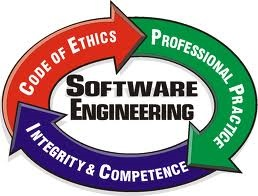 CODE OF ETHICS
PROFESSIONAL PRACTICE
SOFTWARE
ENGINEERING
INTEGRITY & COMPETENCE